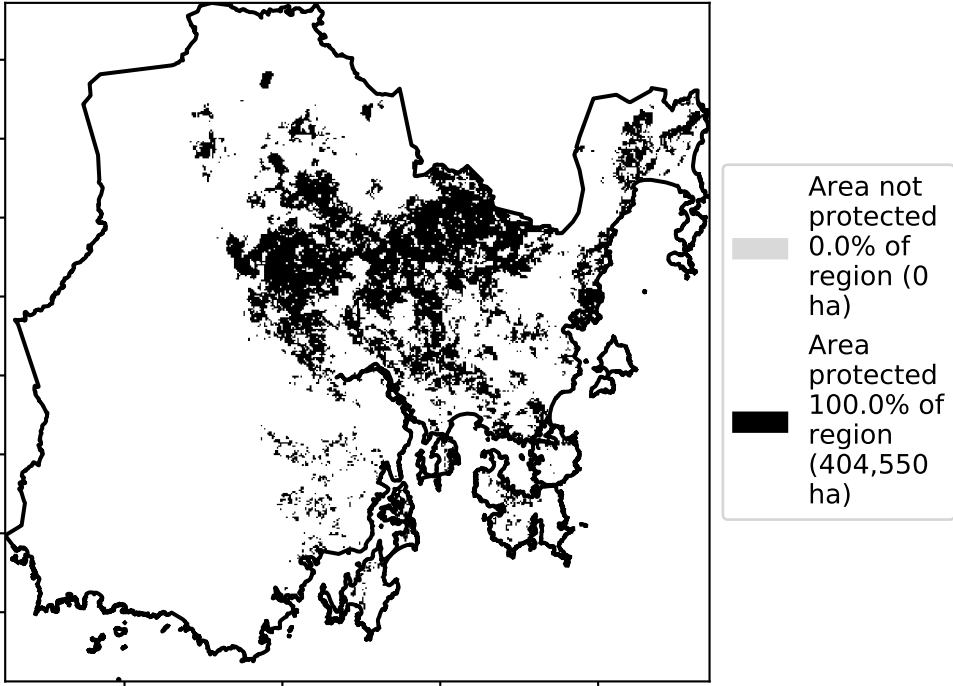 Area not
protected
0.0% of
region (0
ha)
Area
protected
100.0% of
region
(404,550
ha)